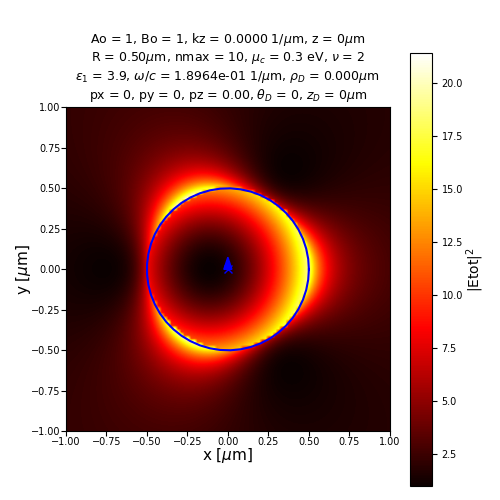 Ao = 1, Bo = 1, kz = 0.0000 1/μm, z = 0μm
R = 0.50μm, nmax = 10, μ_c = 0.3 eV, ν = 2
ε₁ = 3.9, ω/c = 1.8964e-01 1/μm, ρ_D = 0.000μm
px = 0, py = 0, pz = 0.00, θ_D = 0, z_D = 0μm
1.00
0.75
0.50
0.25
0.00
−0.25
−0.50
−0.75
−1.00
y [μm]
−1.00 −0.75 −0.50 −0.25 0.00 0.25 0.50 0.75 1.00
x [μm]
20.0
17.5
15.0
12.5
10.0
7.5
5.0
2.5
|Etot|²